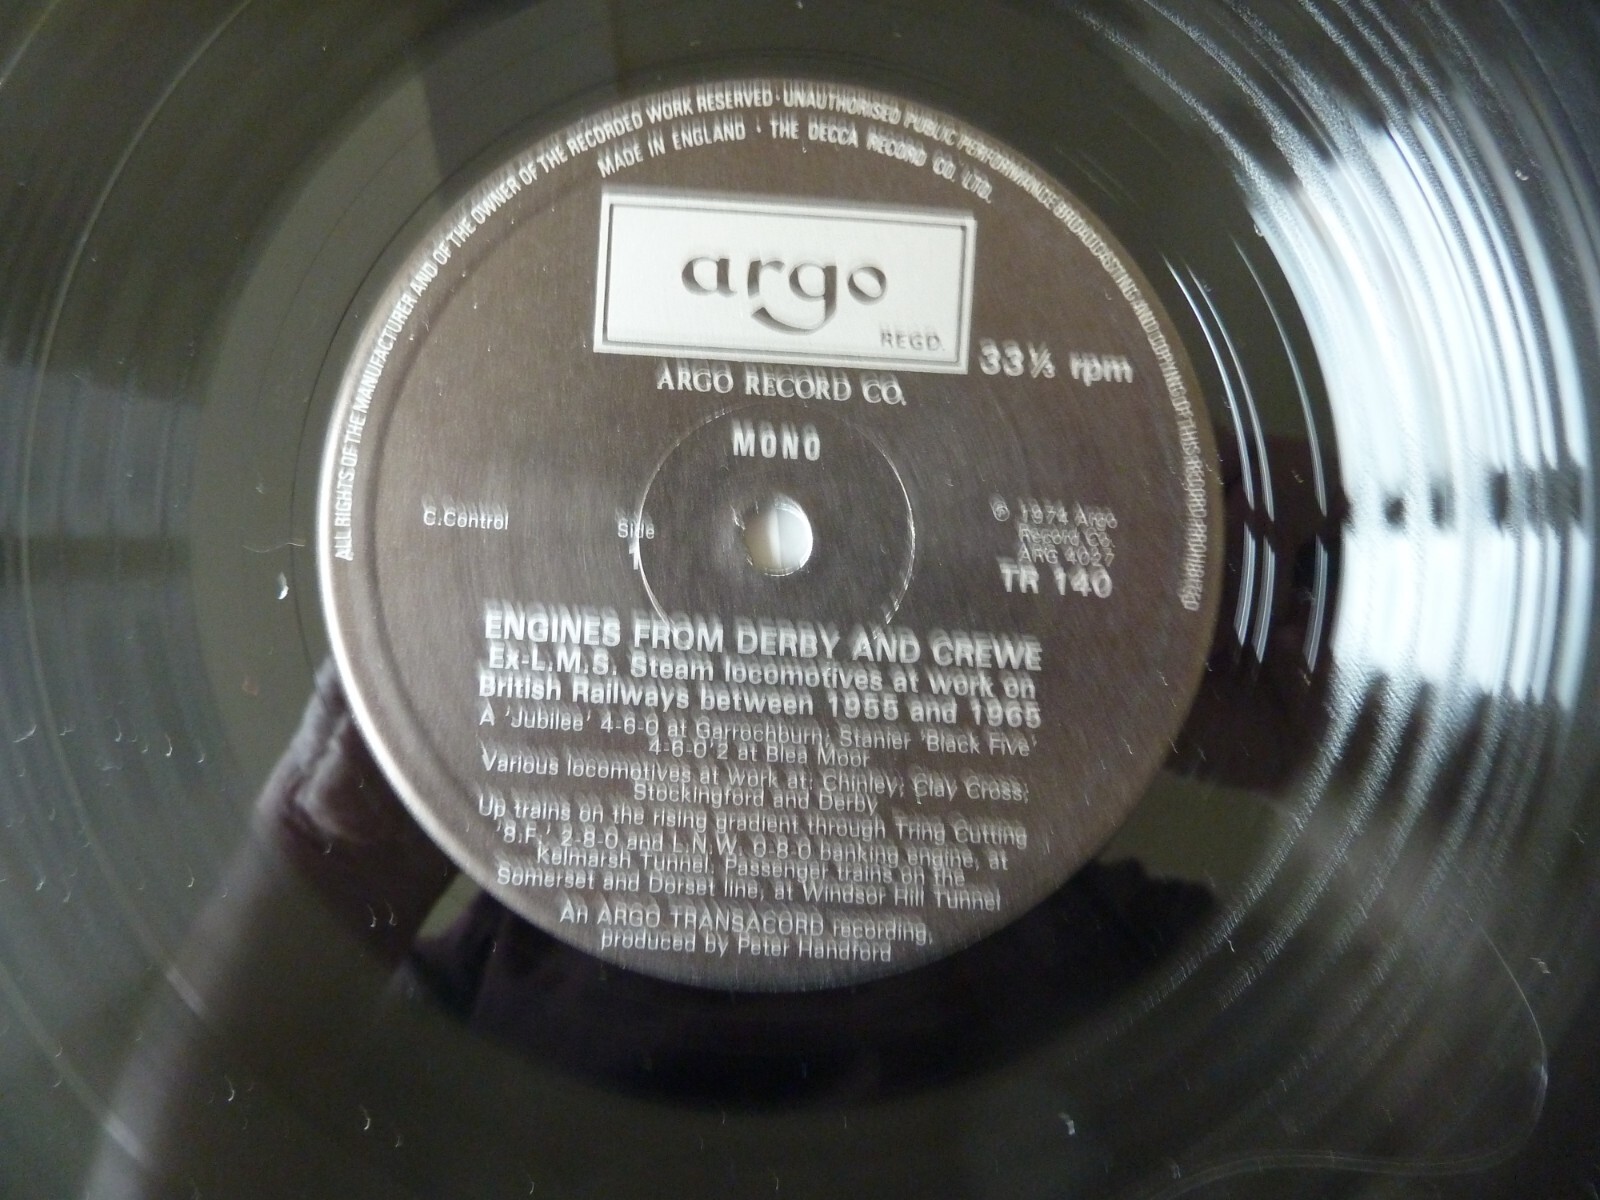 ALL RIGHTS OF THE MANUFACTURER AND OF THE OWNER OF THE RECORDED WORK RESERVED · UNAUTHORISED PUBLIC PERFORMANCE BROADCASTING AND COPYING OF THIS RECORD PROHIBITED
MADE IN ENGLAND · THE DECCA RECORD CO. LTD.
argo
REGD.
33⅓ rpm
ARGO RECORD CO.
MONO
C.Control
Side
1
℗ 1974 Argo
Record Co.
ARG 4027
TR 140
ENGINES FROM DERBY AND CREWE
Ex-L.M.S. Steam locomotives at work on
British Railways between 1955 and 1965
A 'Jubilee' 4-6-0 at Garrochburn; Stanier 'Black Five'
4-6-0'2 at Blea Moor
Various locomotives at work at: Chinley; Clay Cross;
Stockingford and Derby
Up trains on the rising gradient through Tring Cutting
'8.F.' 2-8-0 and L.N.W. 0-8-0 banking engine, at
Kelmarsh Tunnel: Passenger trains on the
Somerset and Dorset line, at Windsor Hill Tunnel
An ARGO TRANSACORD recording,
produced by Peter Handford